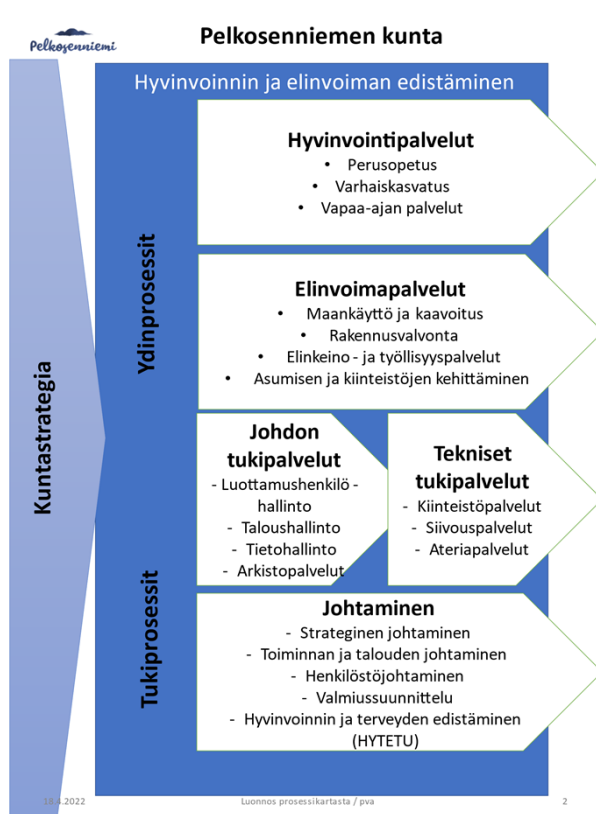 Pelkosenniemi
Pelkosenniemen kunta
Hyvinvoinnin ja elinvoiman edistäminen
Kuntastrategia
Ydinprosessit
Hyvinvointipalvelut
• Perusopetus
• Varhaiskasvatus
• Vapaa-ajan palvelut
Elinvoimapalvelut
• Maankäyttö ja kaavoitus
• Rakennusvalvonta
• Elinkeino - ja työllisyyspalvelut
• Asumisen ja kiinteistöjen kehittäminen
Tukiprosessit
Johdon
tukipalvelut
- Luottamushenkilö -
hallinto
- Taloushallinto
- Tietohallinto
- Arkistopalvelut
Tekniset
tukipalvelut
- Kiinteistöpalvelut
- Siivouspalvelut
- Ateriapalvelut
Johtaminen
- Strateginen johtaminen
- Toiminnan ja talouden johtaminen
- Henkilöstöjohtaminen
- Valmiussuunnittelu
- Hyvinvoinnin ja terveyden edistäminen
(HYTETU)
Luonnos prosessikartasta / pva
2